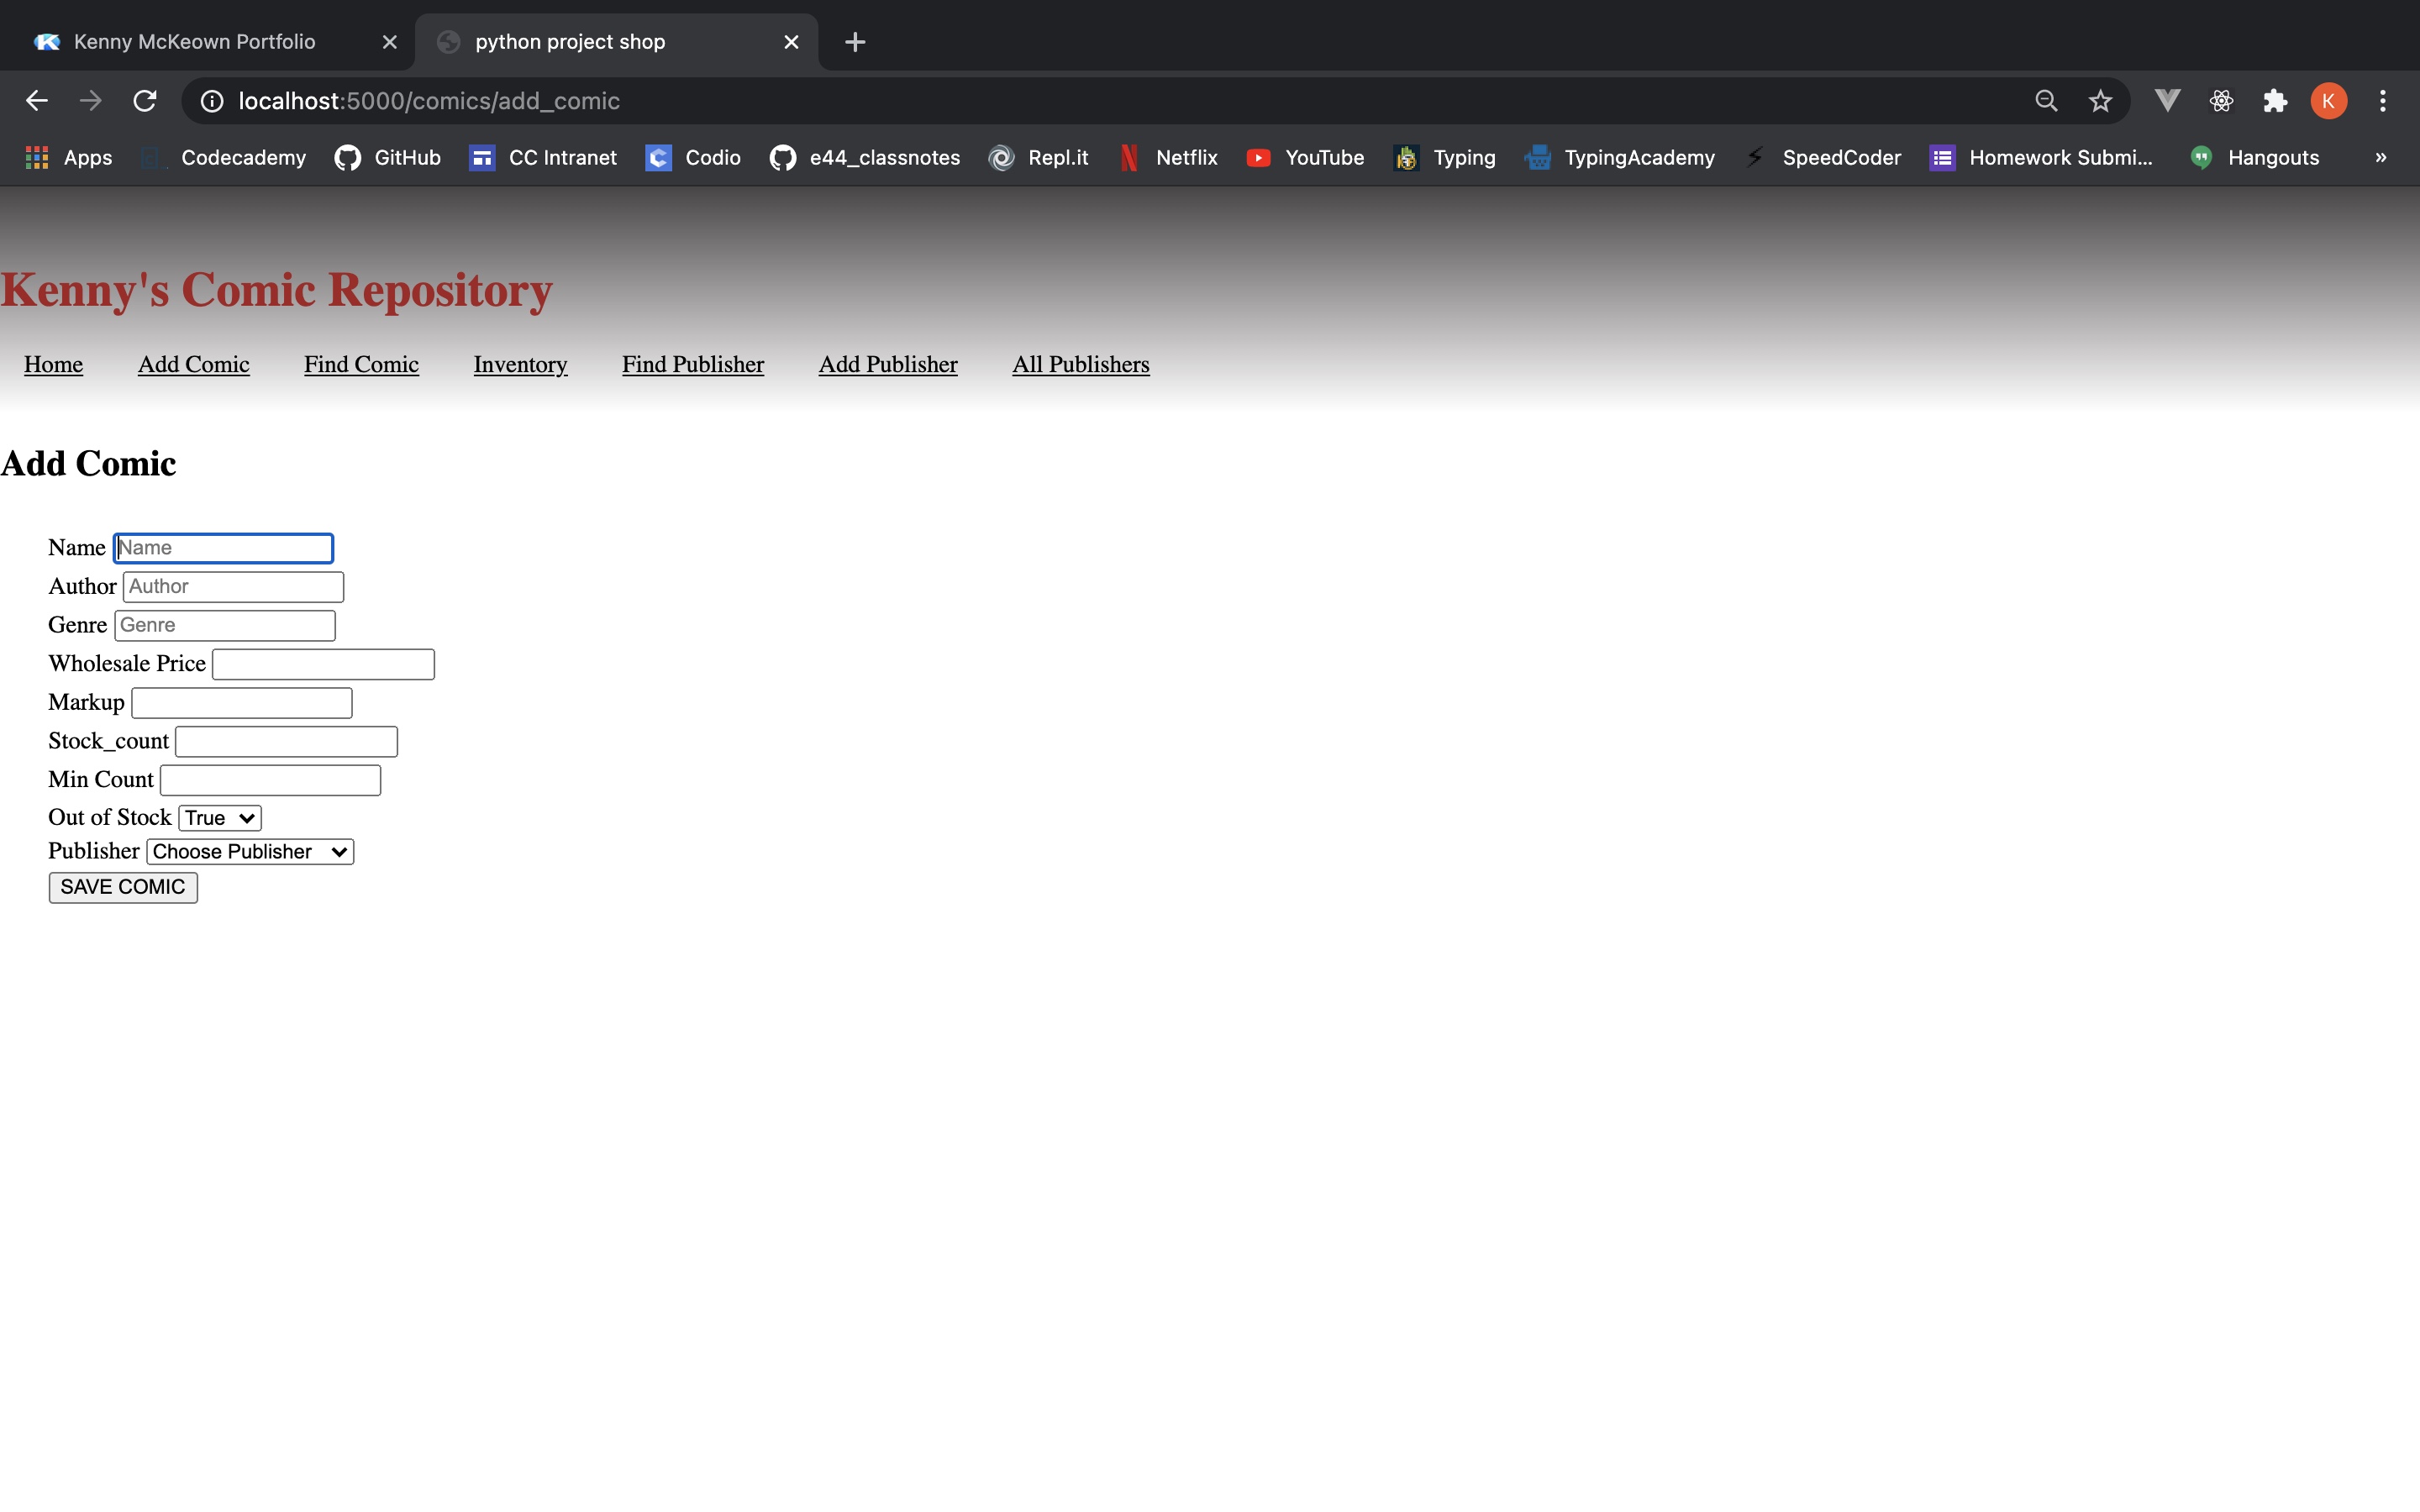 Kenny McKeown Portfolio python project shop
localhost:5000/comics/add_comic K
Apps Codecademy GitHub CC Intranet Codio e44_classnotes Repl.it Netflix YouTube Typing TypingAcademy SpeedCoder Homework Submi... Hangouts »
Kenny's Comic Repository
Home Add Comic Find Comic Inventory Find Publisher Add Publisher All Publishers
Add Comic
Name Name
Author Author
Genre Genre
Wholesale Price
Markup
Stock_count
Min Count
Out of Stock True
Publisher Choose Publisher
SAVE COMIC